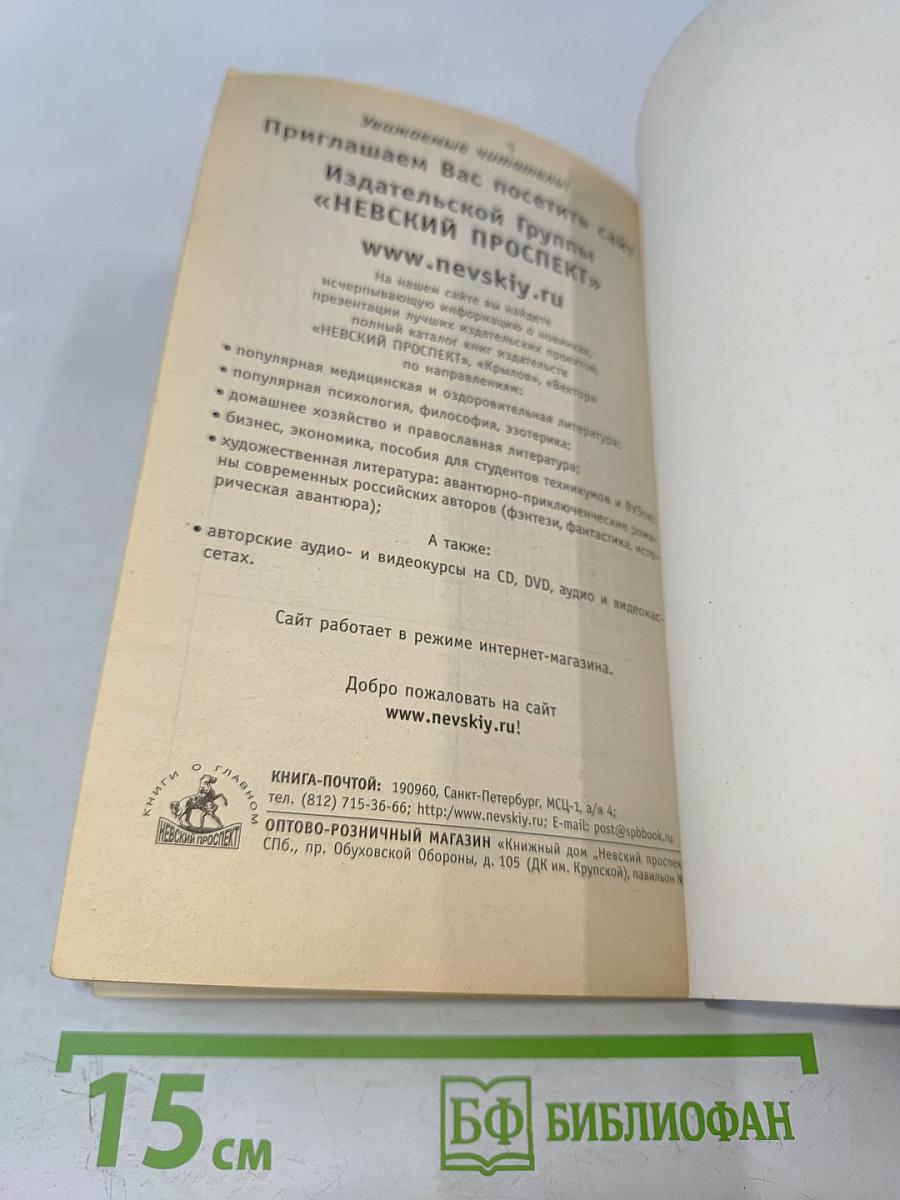 Уважаемые читатели!
Приглашаем Вас посетить сайт
Издательской Группы
«НЕВСКИЙ ПРОСПЕКТ»
www.nevskiy.ru
На нашем сайте вы найдете
исчерпывающую информацию о новинках,
презентации лучших издательских проектов,
полный каталог книг издательств
«НЕВСКИЙ ПРОСПЕКТ», «Крылов», «Вектор»
по направлениям:
• популярная медицинская и оздоровительная литература;
• популярная психология, философия, эзотерика;
• домашнее хозяйство и православная литература;
• бизнес, экономика, пособия для студентов техникумов и ВУЗов;
• художественная литература: авантюрно-приключенческие рома-
ны современных российских авторов (фэнтези, фантастика, исто-
рическая авантюра);
А также:
• авторские аудио- и видеокурсы на CD, DVD, аудио и видеокас-
сетах.
Сайт работает в режиме интернет-магазина.
Добро пожаловать на сайт
www.nevskiy.ru!
КНИГИ О ГЛАВНОМ
НЕВСКИЙ ПРОСПЕКТ
КНИГА-ПОЧТОЙ: 190960, Санкт-Петербург, МСЦ-1, а/я 4;
тел. (812) 715-36-66; http:/www.nevskiy.ru; E-mail: post@spbbook.ru
ОПТОВО-РОЗНИЧНЫЙ МАГАЗИН «Книжный дом „Невский проспек
СПб., пр. Обуховской Обороны, д. 105 (ДК им. Крупской), павильон №
15 см
БФ БИБЛИОФАН